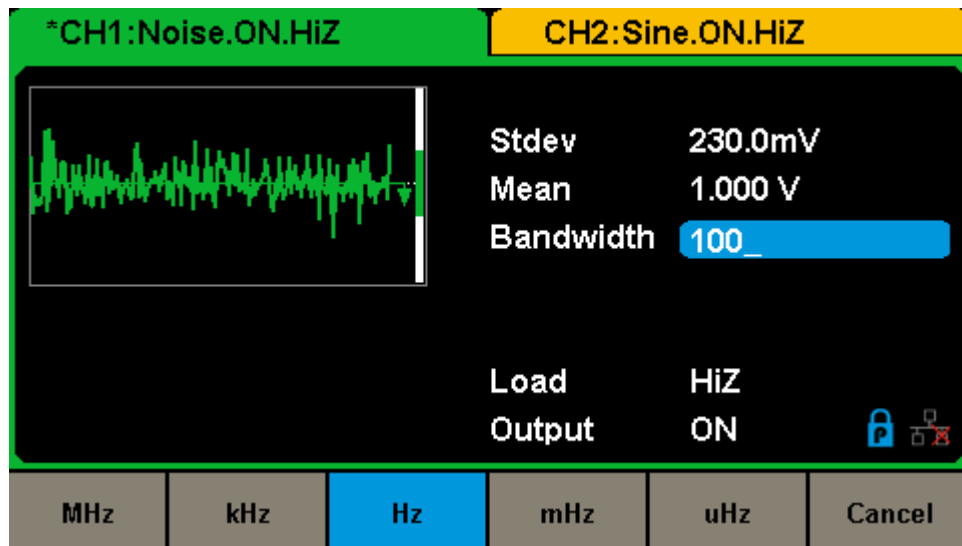 *CH1:Noise.ON.HiZ CH2:Sine.ON.HiZ
Stdev 230.0mV
Mean 1.000 V
Bandwidth 100_
Load HiZ
Output ON P
MHz kHz Hz mHz uHz Cancel